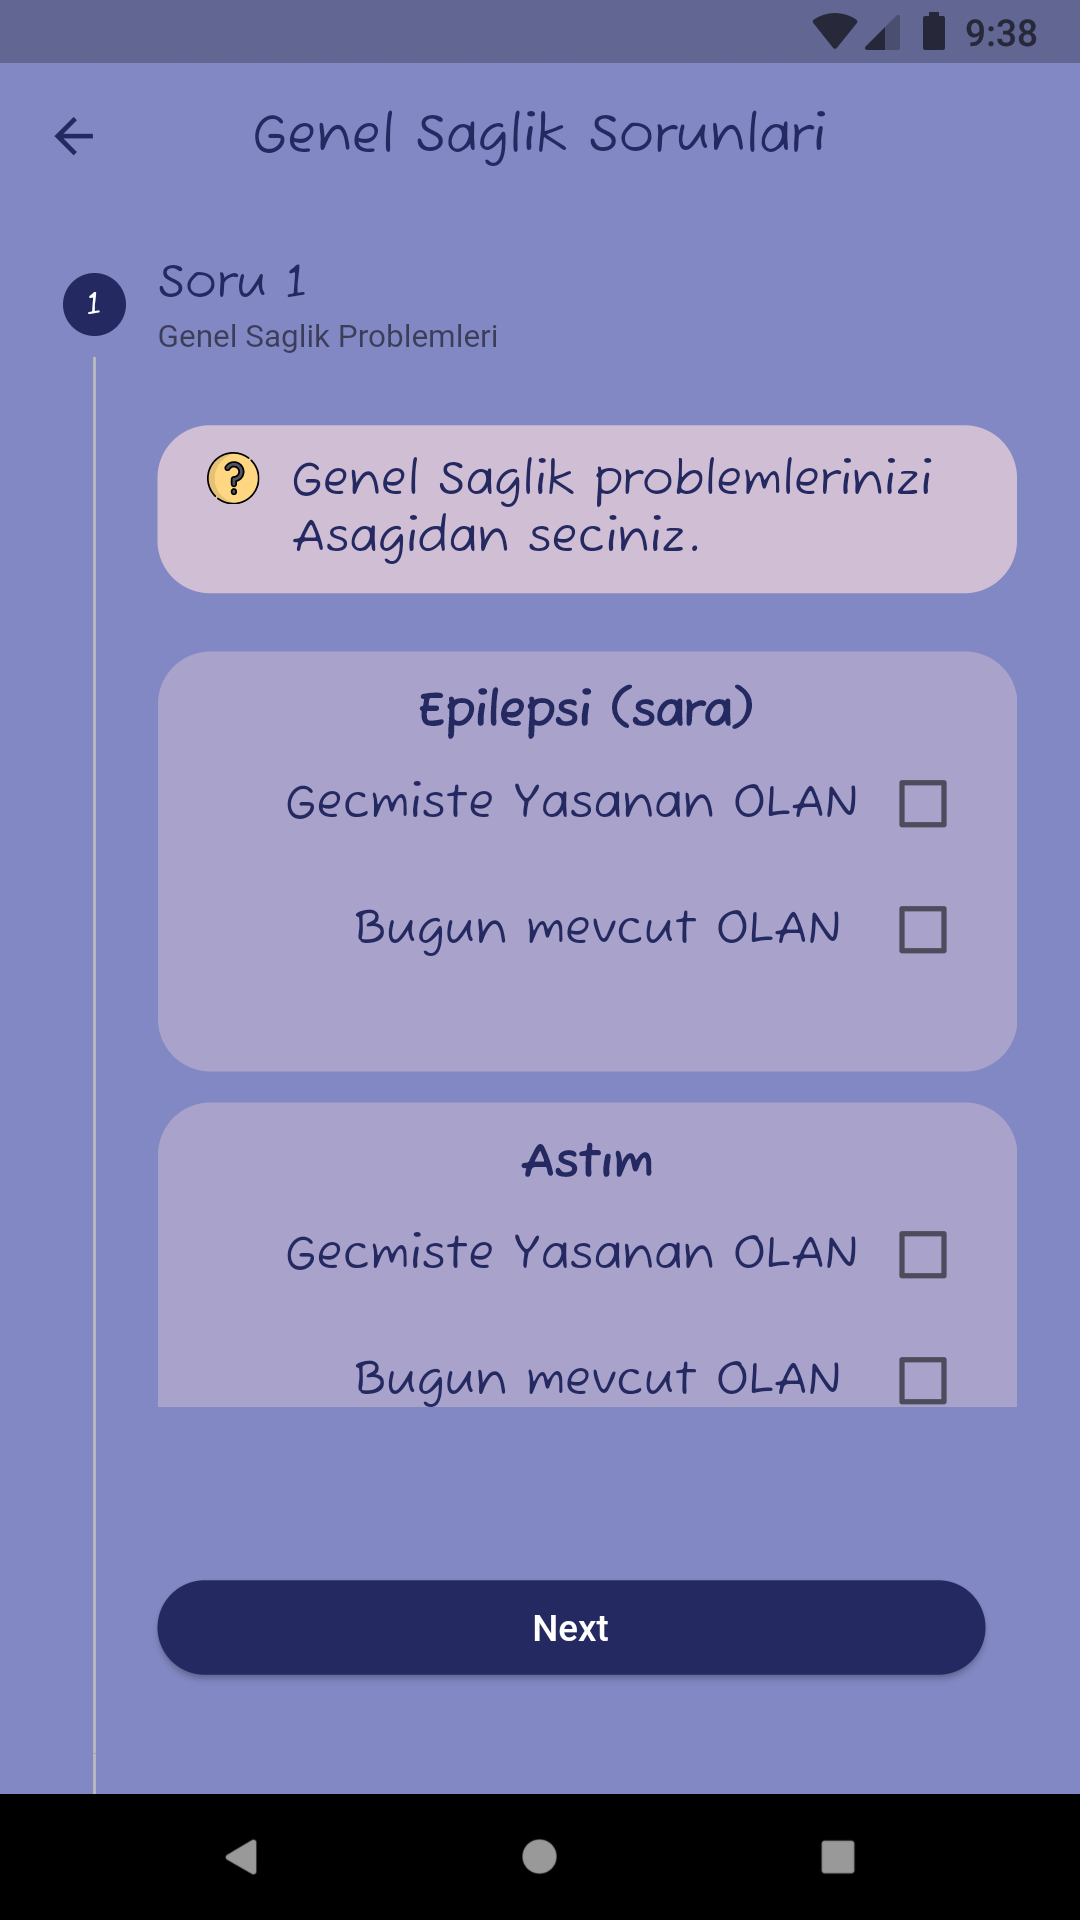 9:38
Genel Saglik Sorunlari
1
Soru 1
Genel Saglik Problemleri
?
Genel Saglik problemlerinizi
Asagidan seciniz.
Epilepsi (sara)
Gecmiste Yasanan OLAN
Bugun mevcut OLAN
Astım
Gecmiste Yasanan OLAN
Bugun mevcut OLAN
Next